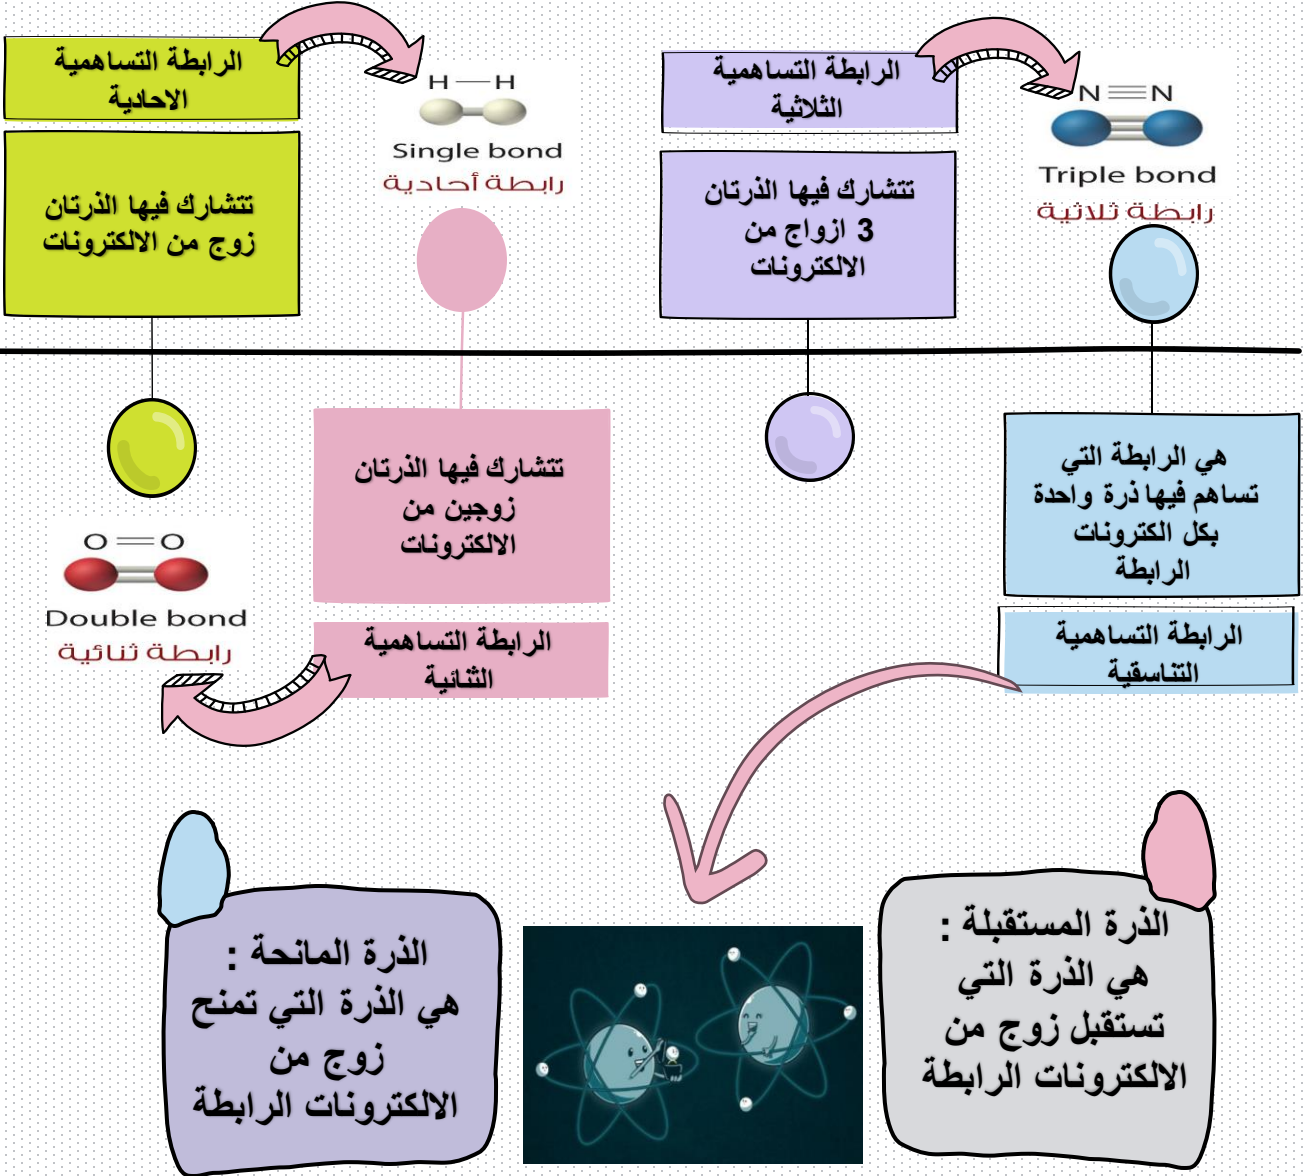 الرابطة التساهمية
الاحادية
تتشارك فيها الذرتان
زوج من الالكترونات
H — H
Single bond
رابطة أحادية
الرابطة التساهمية
الثلاثية
تتشارك فيها الذرتان
3 ازواج من
الالكترونات
N ≡ N
Triple bond
رابطة ثلاثية
O = O
Double bond
رابطة ثنائية
تتشارك فيها الذرتان
زوجين من
الالكترونات
الرابطة التساهمية
الثنائية
هي الرابطة التي
تساهم فيها ذرة واحدة
بكل الكترونات
الرابطة
الرابطة التساهمية
التناسقية
الذرة المستقبلة :
هي الذرة التي
تستقبل زوج من
الالكترونات الرابطة
الذرة المانحة :
هي الذرة التي تمنح
زوج من
الالكترونات الرابطة